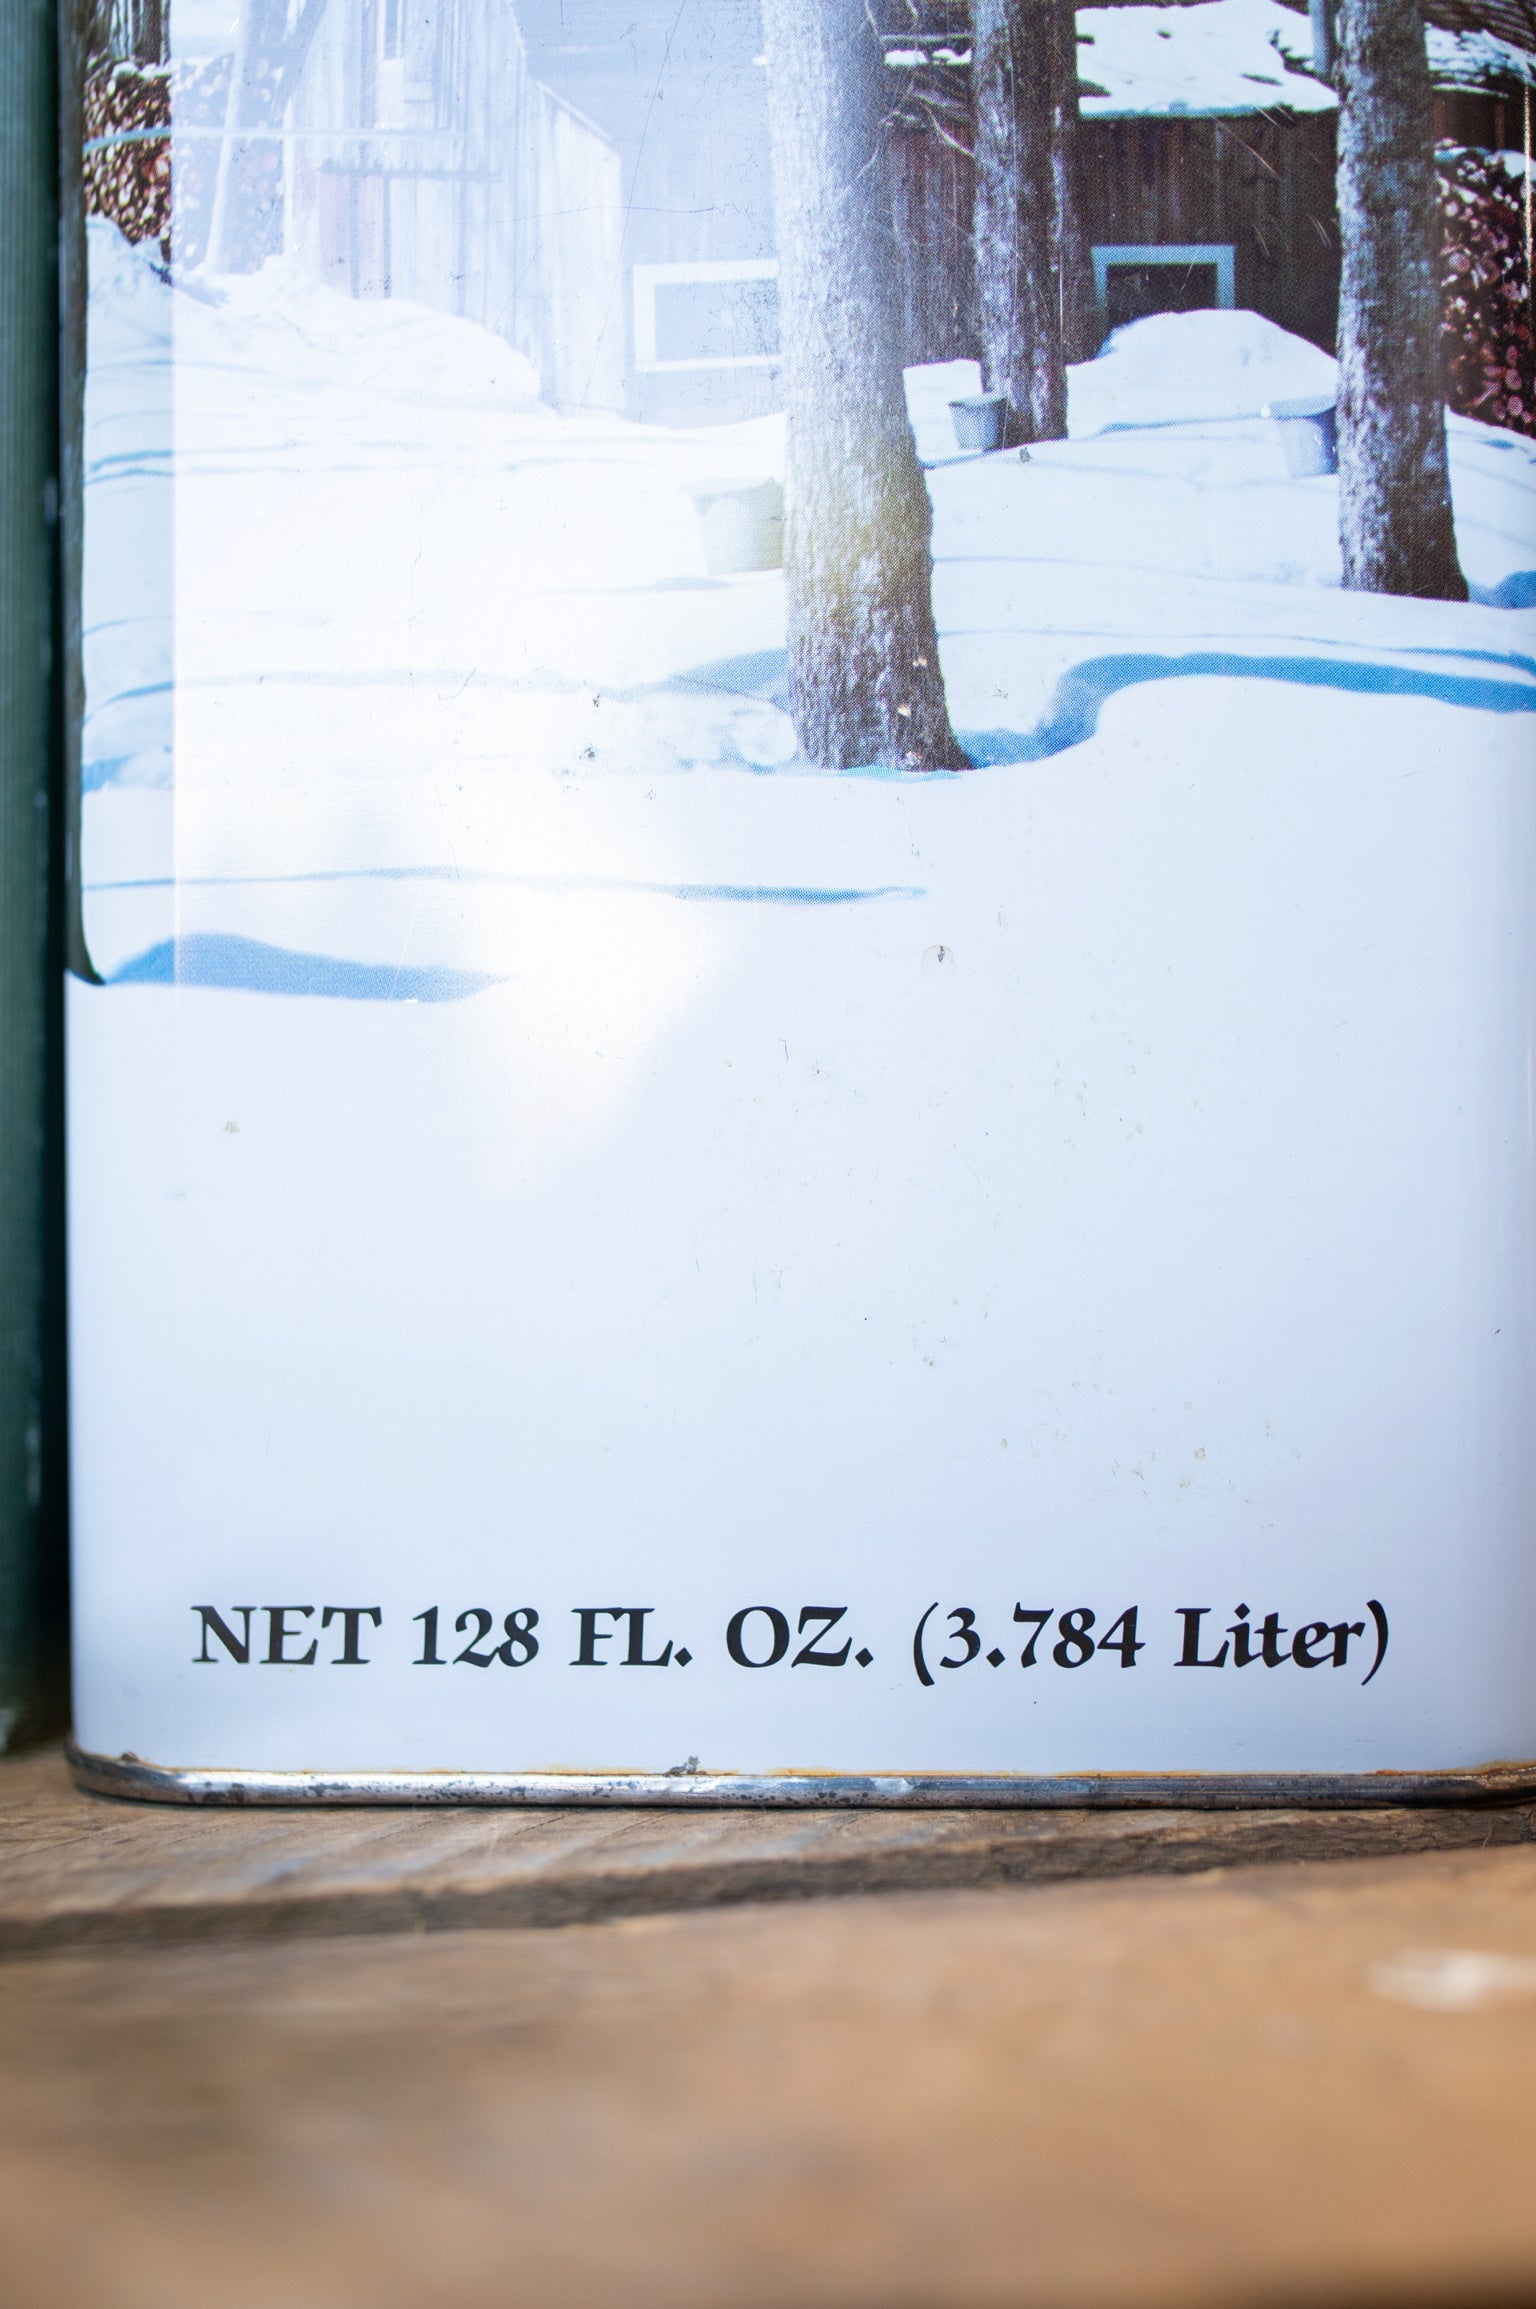 NET 128 FL. OZ. (3.784 Liter)